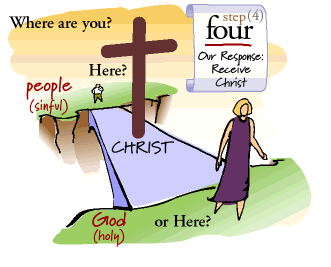 Where are you?
step (4)
four
Our Response:
Receive
Christ
Here?
people
(sinful)
CHRIST
God
(holy)
or Here?